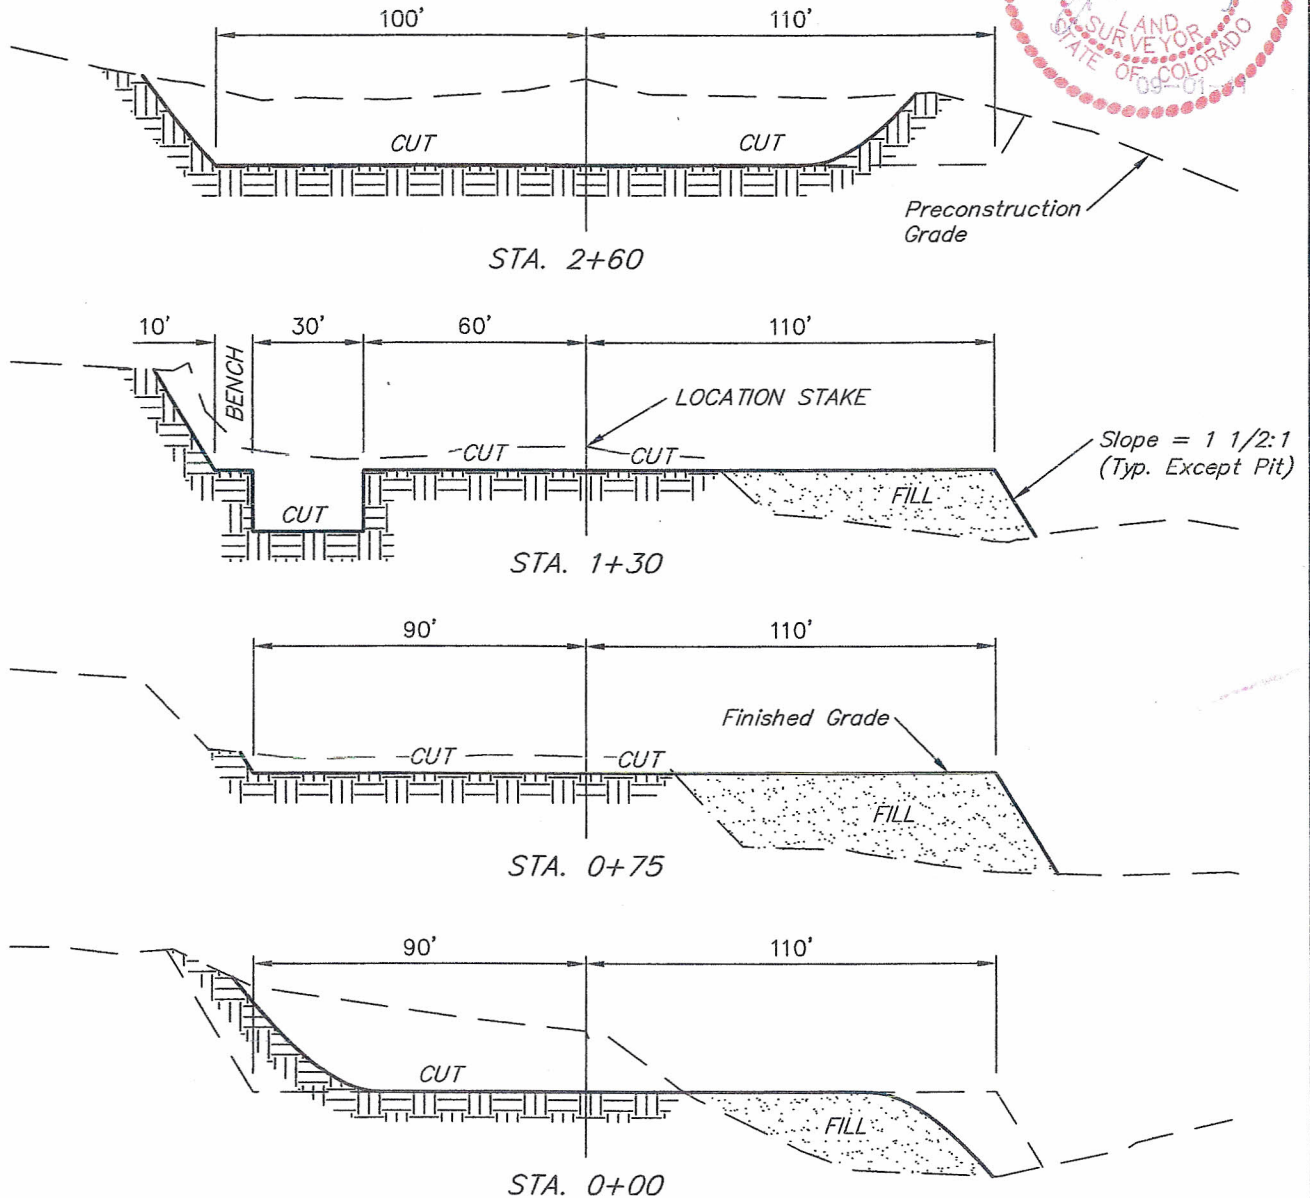 100'
110'
LAND
SURVEYOR
STATE OF COLORADO
CUT
CUT
Preconstruction
Grade
STA. 2+60
10'
30'
60'
110'
BENCH
LOCATION STAKE
CUT
CUT
Slope = 1 1/2:1
(Typ. Except Pit)
FILL
CUT
STA. 1+30
90'
110'
Finished Grade
CUT
CUT
FILL
STA. 0+75
90'
110'
CUT
FILL
STA. 0+00